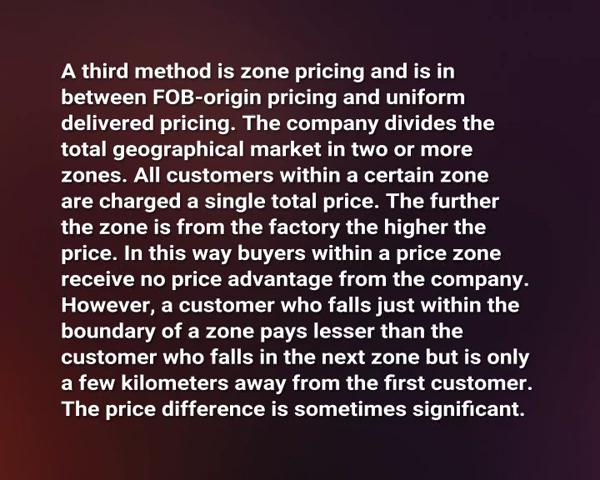 A third method is zone pricing and is in
between FOB-origin pricing and uniform
delivered pricing. The company divides the
total geographical market in two or more
zones. All customers within a certain zone
are charged a single total price. The further
the zone is from the factory the higher the
price. In this way buyers within a price zone
receive no price advantage from the company.
However, a customer who falls just within the
boundary of a zone pays lesser than the
customer who falls in the next zone but is only
a few kilometers away from the first customer.
The price difference is sometimes significant.